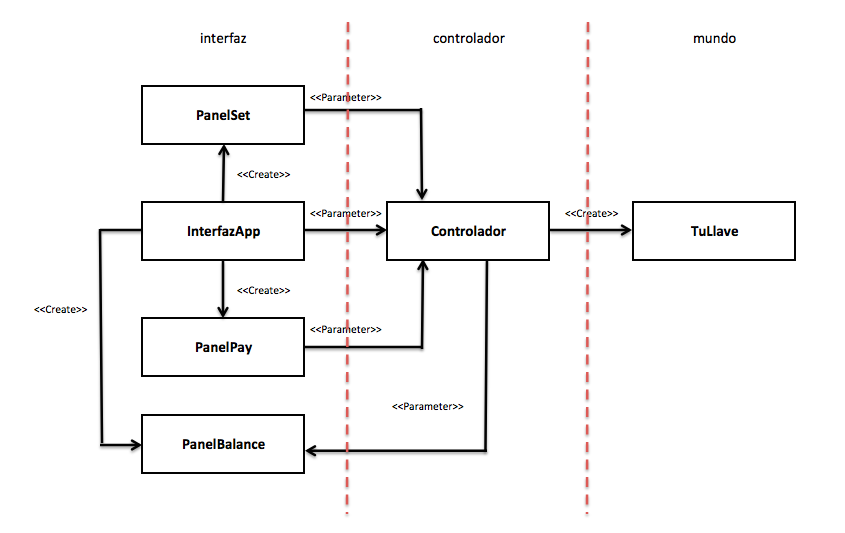 interfaz
controlador
mundo
<<Parameter>>
PanelSet
<<Create>>
<<Parameter>>
<<Create>>
InterfazApp
Controlador
TuLlave
<<Create>>
<<Create>>
<<Parameter>>
PanelPay
<<Parameter>>
PanelBalance